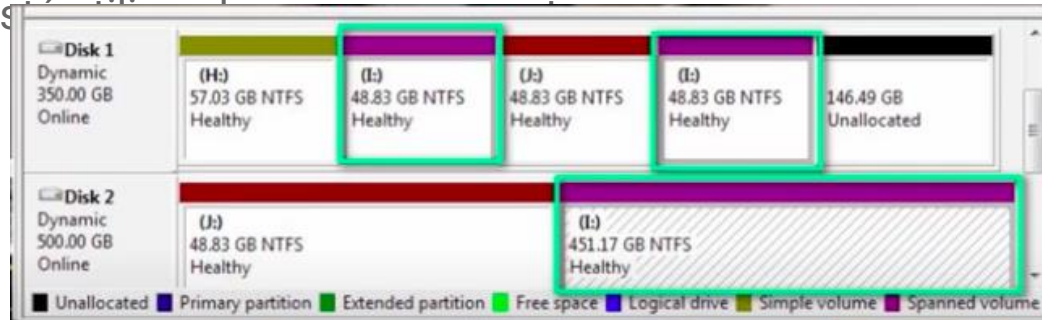 Disk 1
Dynamic
350.00 GB
Online
(H:)
57.03 GB NTFS
Healthy
(I:)
48.83 GB NTFS
Healthy
(J:)
48.83 GB NTFS
Healthy
(I:)
48.83 GB NTFS
Healthy
146.49 GB
Unallocated
Disk 2
Dynamic
500.00 GB
Online
(J:)
48.83 GB NTFS
Healthy
(I:)
451.17 GB NTFS
Healthy
Unallocated Primary partition Extended partition Free space Logical drive Simple volume Spanned volume